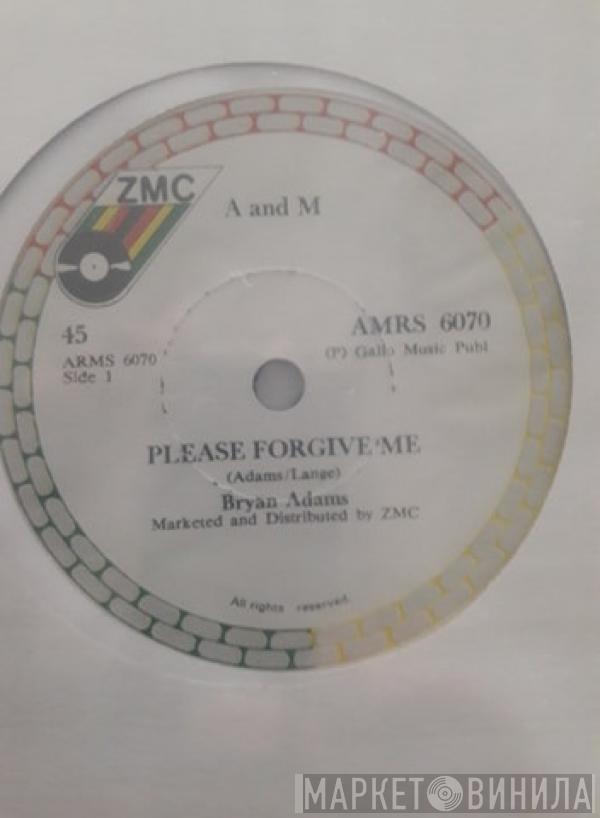 ZMC
A and M
45
ARMS 6070
Side 1
AMRS 6070
(P) Gallo Music Publ
PLEASE FORGIVE ME
(Adams/Lange)
Bryan Adams
Marketed and Distributed by ZMC
All rights reserved.
МАРКЕТ ВИНИЛА